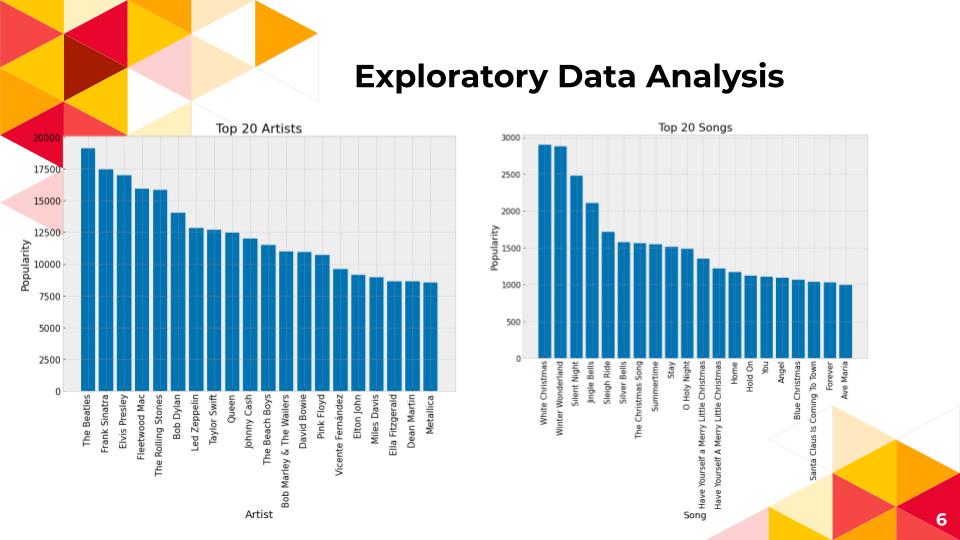 Exploratory Data Analysis
Top 20 Artists
Popularity
20000
17500
15000
12500
10000
7500
5000
2500
0
The Beatles
Frank Sinatra
Elvis Presley
Fleetwood Mac
The Rolling Stones
Bob Dylan
Led Zeppelin
Taylor Swift
Queen
Johnny Cash
The Beach Boys
Bob Marley & The Wailers
David Bowie
Pink Floyd
Vicente Fernández
Elton John
Miles Davis
Ella Fitzgerald
Dean Martin
Metallica
Artist
Top 20 Songs
Popularity
3000
2500
2000
1500
1000
500
0
White Christmas
Winter Wonderland
Silent Night
Jingle Bells
Sleigh Ride
Silver Bells
The Christmas Song
Summertime
Stay
O Holy Night
Have Yourself a Merry Little Christmas
Have Yourself A Merry Little Christmas
Home
Hold On
You
Angel
Blue Christmas
Santa Claus Is Coming To Town
Forever
Ave Maria
Song
6